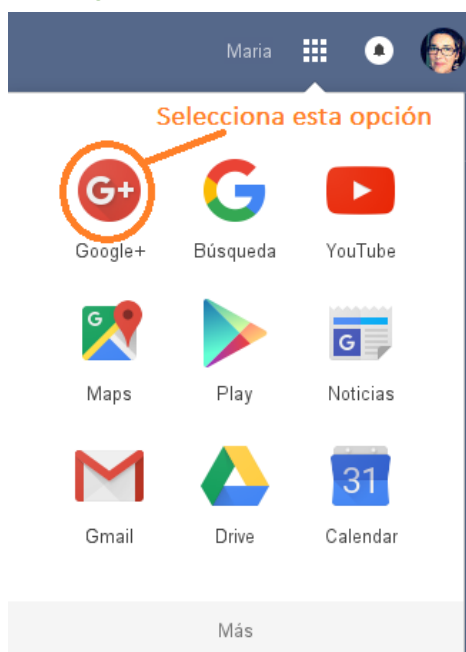 Maria
Selecciona esta opción
G+
Google+ Búsqueda YouTube
G
G
Maps Play Noticias
31
Gmail Drive Calendar
Más